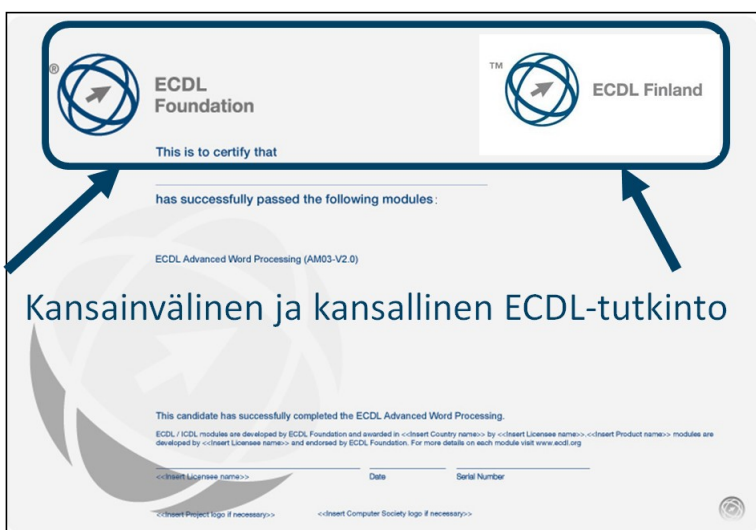 ® ECDL
Foundation
TM ECDL Finland
This is to certify that
has successfully passed the following modules:
ECDL Advanced Word Processing (AM03-V2.0)
Kansainvälinen ja kansallinen ECDL-tutkinto
This candidate has successfully completed the ECDL Advanced Word Processing.
ECDL / ICDL modules are developed by ECDL Foundation and awarded in <<Insert Country name>> by <<Insert Licensee name>>.<<Insert Product name>> modules are
developed by <<Insert Licensee name>> and endorsed by ECDL Foundation. For more details on each module visit www.ecdl.org
<<Insert Licensee name>> Date Serial Number
<<Insert Project logo if necessary>> <<Insert Computer Society logo if necessary>>